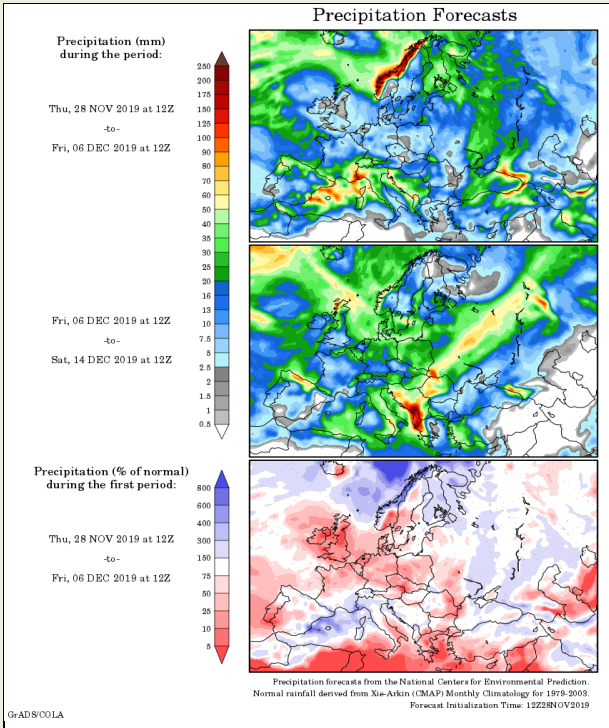 Precipitation Forecasts
Precipitation (mm)
during the period:
Thu, 28 NOV 2019 at 12Z
-to-
Fri, 06 DEC 2019 at 12Z
250
200
175
150
125
100
90
80
70
60
50
40
35
30
25
20
16
13
10
7.5
5
2.5
2
1.5
1
0.5
Fri, 06 DEC 2019 at 12Z
-to-
Sat, 14 DEC 2019 at 12Z
Precipitation (% of normal)
during the first period:
Thu, 28 NOV 2019 at 12Z
-to-
Fri, 06 DEC 2019 at 12Z
800
600
400
300
150
75
50
25
10
5
Precipitation forecasts from the National Centers for Environmental Prediction.
Normal rainfall derived from Xie-Arkin (CMAP) Monthly Climatology for 1979-2003.
Forecast Initialization Time: 12Z28NOV2019
GrADS/COLA